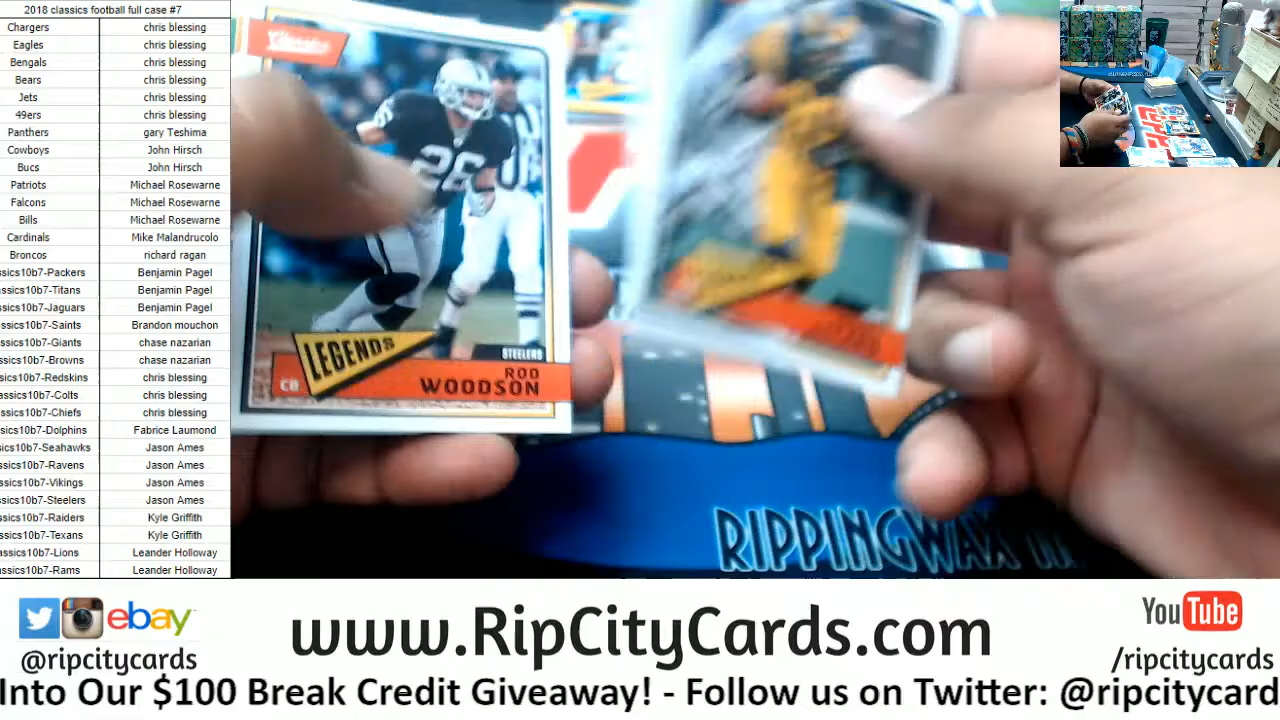 2018 classics football full case #7
Chargers chris blessing
Eagles chris blessing
Bengals chris blessing
Bears chris blessing
Jets chris blessing
49ers chris blessing
Panthers gary Teshima
Cowboys John Hirsch
Bucs John Hirsch
Patriots Michael Rosewarne
Falcons Michael Rosewarne
Bills Michael Rosewarne
Cardinals Mike Malandrucolo
Broncos richard ragan
assics10b7-Packers Benjamin Pagel
assics10b7-Titans Benjamin Pagel
assics10b7-Jaguars Benjamin Pagel
assics10b7-Saints Brandon mouchon
assics10b7-Giants chase nazarian
assics10b7-Browns chase nazarian
ssics10b7-Redskins chris blessing
assics10b7-Colts chris blessing
assics10b7-Chiefs chris blessing
ssics10b7-Dolphins Fabrice Laumond
ssics10b7-Seahawks Jason Ames
assics10b7-Ravens Jason Ames
assics10b7-Vikings Jason Ames
ssics10b7-Steelers Jason Ames
assics10b7-Raiders Kyle Griffith
assics10b7-Texans Kyle Griffith
assics10b7-Lions Leander Holloway
assics10b7-Rams Leander Holloway
Classics
26
LEGENDS
STEELERS
CB
ROD
WOODSON
RIPPINGWAX
ebay
@ripcitycards
www.RipCityCards.com
YouTube
/ripcitycards
Into Our $100 Break Credit Giveaway! - Follow us on Twitter: @ripcitycard